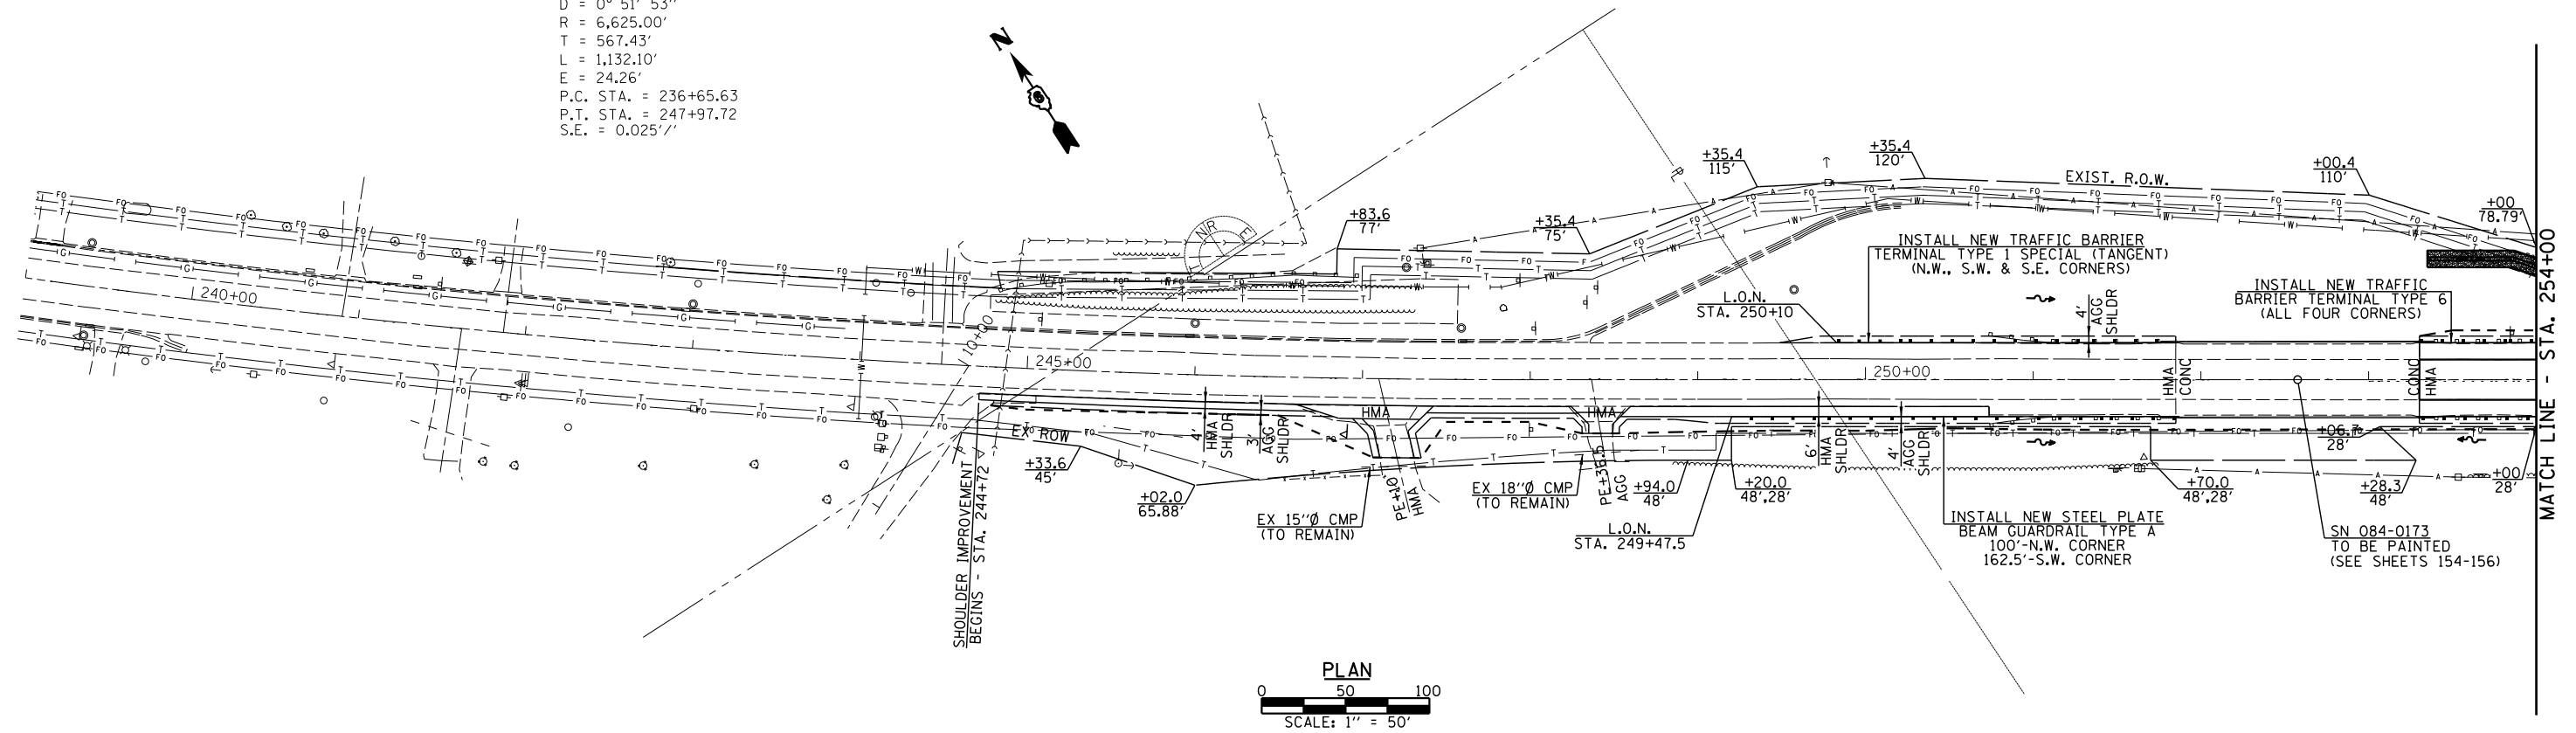 D = 0° 51' 53''
R = 6,625.00'
T = 567.43'
L = 1,132.10'
E = 24.26'
P.C. STA. = 236+65.63
P.T. STA. = 247+97.72
S.E. = 0.025'/'
N
NR
E
+83.6
77'
+35.4
75'
+35.4
115'
+35.4
120'
EXIST. R.O.W.
+00.4
110'
+00
78.79'
INSTALL NEW TRAFFIC BARRIER
TERMINAL TYPE 1 SPECIAL (TANGENT)
(N.W., S.W. & S.E. CORNERS)
L.O.N.
STA. 250+10
4'
AGG
SHLDR
INSTALL NEW TRAFFIC
BARRIER TERMINAL TYPE 6
(ALL FOUR CORNERS)
240+00
10+00
245+00
250+00
HMA
CONC
CONC
HMA
MATCH LINE - STA. 254+00
EX ROW
4'
HMA
SHLDR
3'
AGG
SHLDR
HMA
HMA
6'
HMA
SHLDR
4'
AGG
SHLDR
+33.6
45'
+02.0
65.88'
SHOULDER IMPROVEMENT
BEGINS - STA. 244+72
EX 15''Ø CMP
(TO REMAIN)
PE+10'
HMA
EX 18''Ø CMP
(TO REMAIN)
PE+36.5
AGG
+94.0
48'
+20.0
48',28'
L.O.N.
STA. 249+47.5
INSTALL NEW STEEL PLATE
BEAM GUARDRAIL TYPE A
100'-N.W. CORNER
162.5'-S.W. CORNER
+70.0
48',28'
+06.7
28'
+28.3
48'
+00
28'
SN 084-0173
TO BE PAINTED
(SEE SHEETS 154-156)
PLAN
0 50 100
SCALE: 1'' = 50'